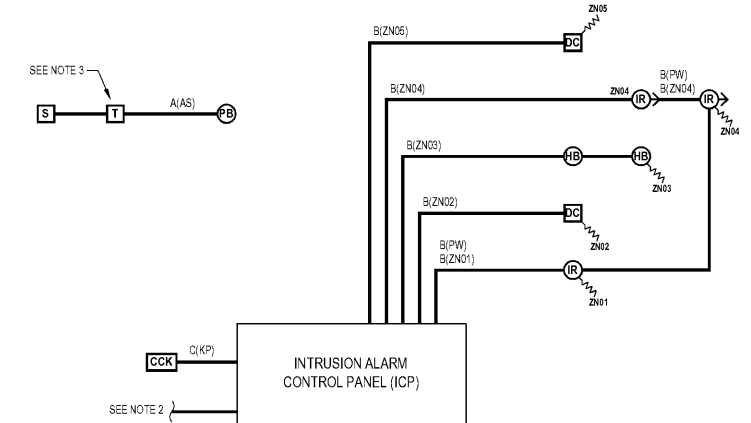 ZN05
B(ZN05)
DC
SEE NOTE 3
B(ZN04)
ZN04
IR
B(PW)
B(ZN04)
IR
ZN04
S
T
A(AS)
PB
B(ZN03)
HB
HB
ZN03
B(ZN02)
DC
ZN02
B(PW)
B(ZN01)
IR
ZN01
CCK
C(KP)
INTRUSION ALARM
CONTROL PANEL (ICP)
SEE NOTE 2